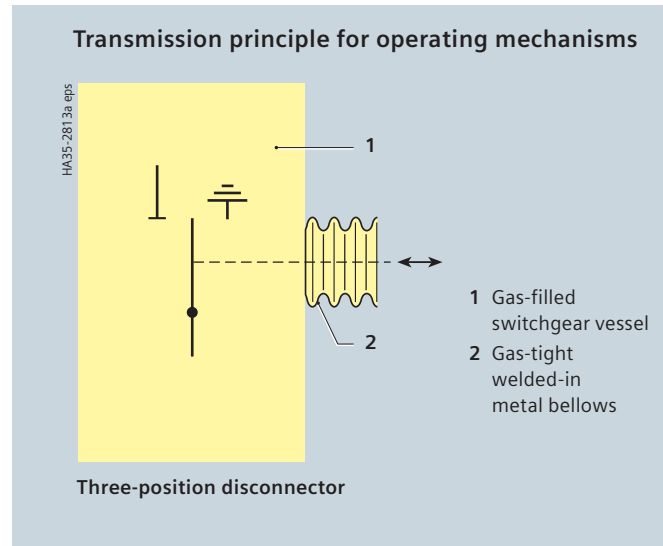 Transmission principle for operating mechanisms
HA35-2813a eps
1
2
1 Gas-filled
switchgear vessel
2 Gas-tight
welded-in
metal bellows
Three-position disconnector